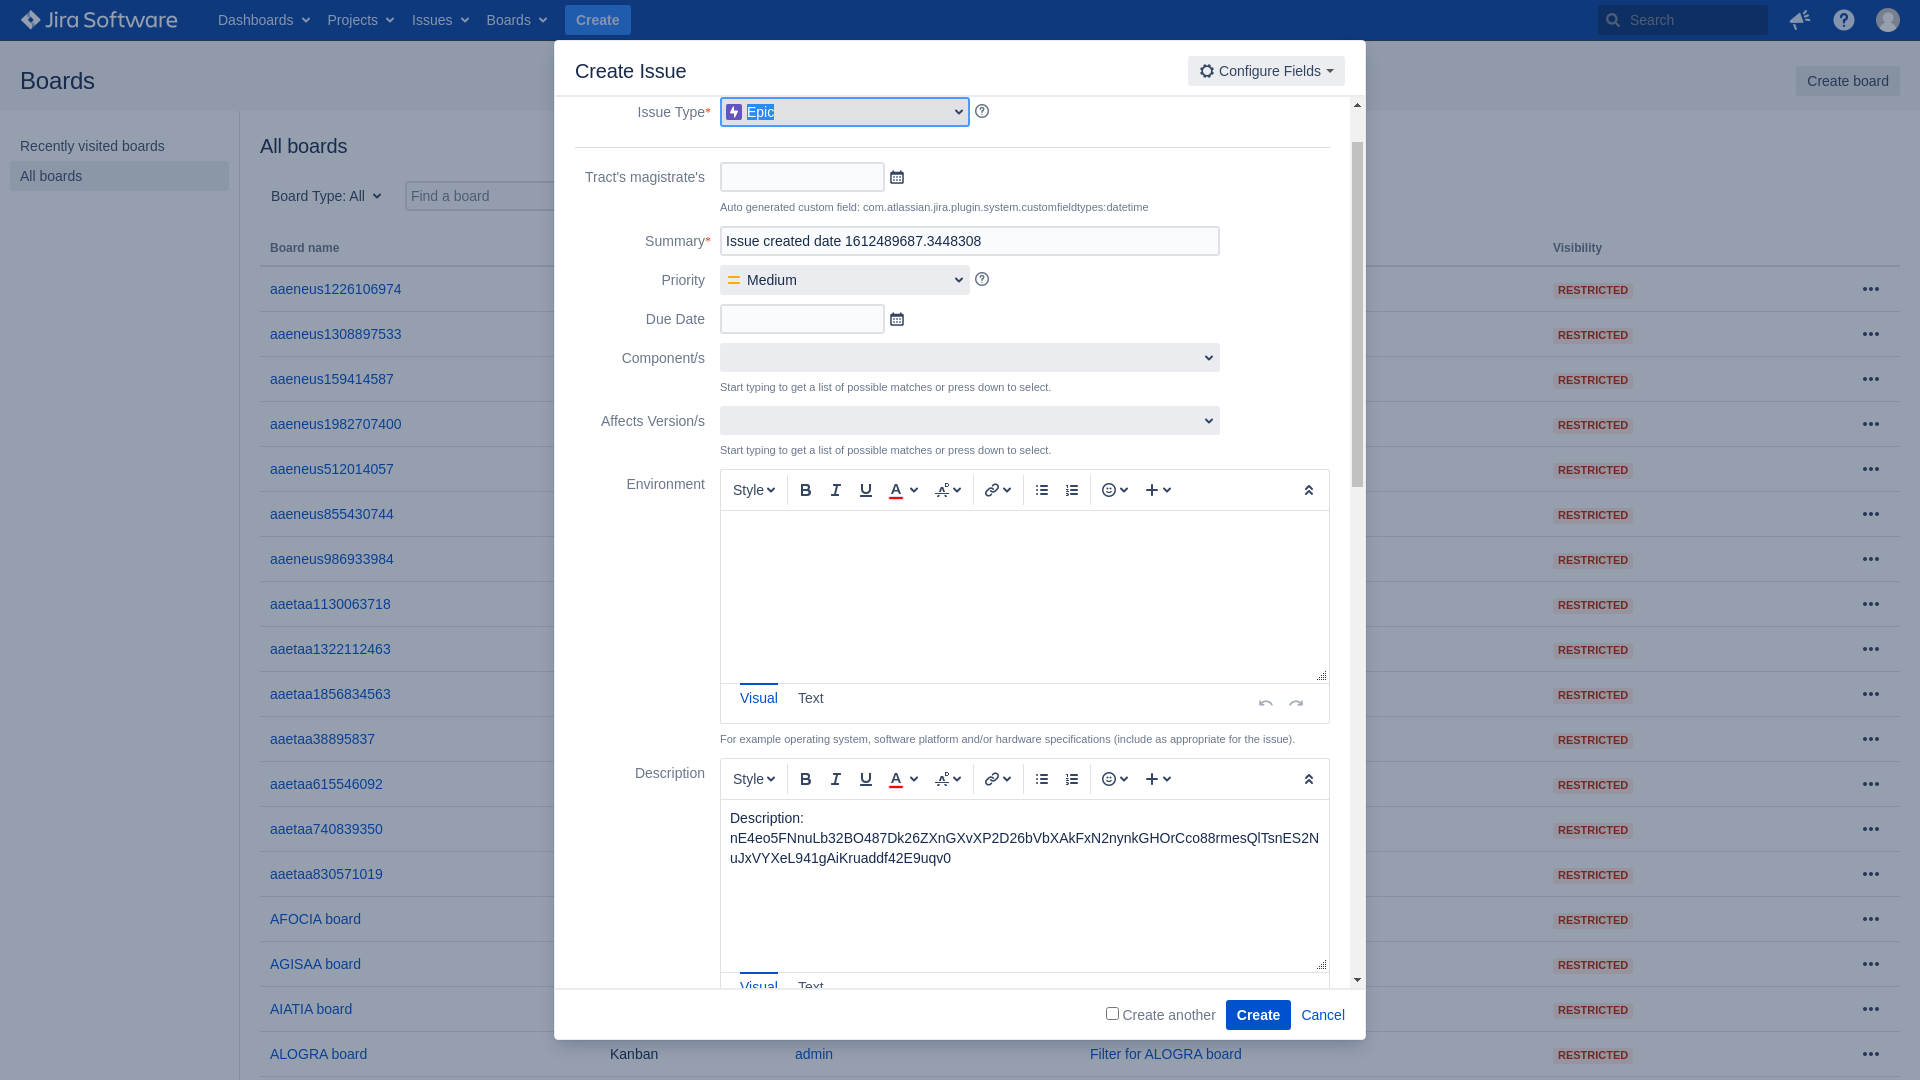 Jira Software Dashboards Projects Issues Boards Create Search
Boards
Create board
Recently visited boards
All boards
All boards
Board Type: All Find a board
Board name Visibility
aaeneus1226106974 RESTRICTED
aaeneus1308897533 RESTRICTED
aaeneus159414587 RESTRICTED
aaeneus1982707400 RESTRICTED
aaeneus512014057 RESTRICTED
aaeneus855430744 RESTRICTED
aaeneus986933984 RESTRICTED
aaetaa1130063718 RESTRICTED
aaetaa1322112463 RESTRICTED
aaetaa1856834563 RESTRICTED
aaetaa38895837 RESTRICTED
aaetaa615546092 RESTRICTED
aaetaa740839350 RESTRICTED
aaetaa830571019 RESTRICTED
AFOCIA board RESTRICTED
AGISAA board RESTRICTED
AIATIA board RESTRICTED
ALOGRA board Kanban admin Filter for ALOGRA board RESTRICTED
Create Issue Configure Fields
Issue Type* Epic
Tract's magistrate's
Auto generated custom field: com.atlassian.jira.plugin.system.customfieldtypes:datetime
Summary* Issue created date 1612489687.3448308
Priority Medium
Due Date
Component/s
Start typing to get a list of possible matches or press down to select.
Affects Version/s
Start typing to get a list of possible matches or press down to select.
Environment Style
Visual Text
For example operating system, software platform and/or hardware specifications (include as appropriate for the issue).
Description Style
Description:
nE4eo5FNnuLb32BO487Dk26ZXnGXvXP2D26bVbXAkFxN2nynkGHOrCco88rmesQlTsnES2N
uJxVYXeL941gAiKruaddf42E9uqv0
Visual Text
Create another Create Cancel